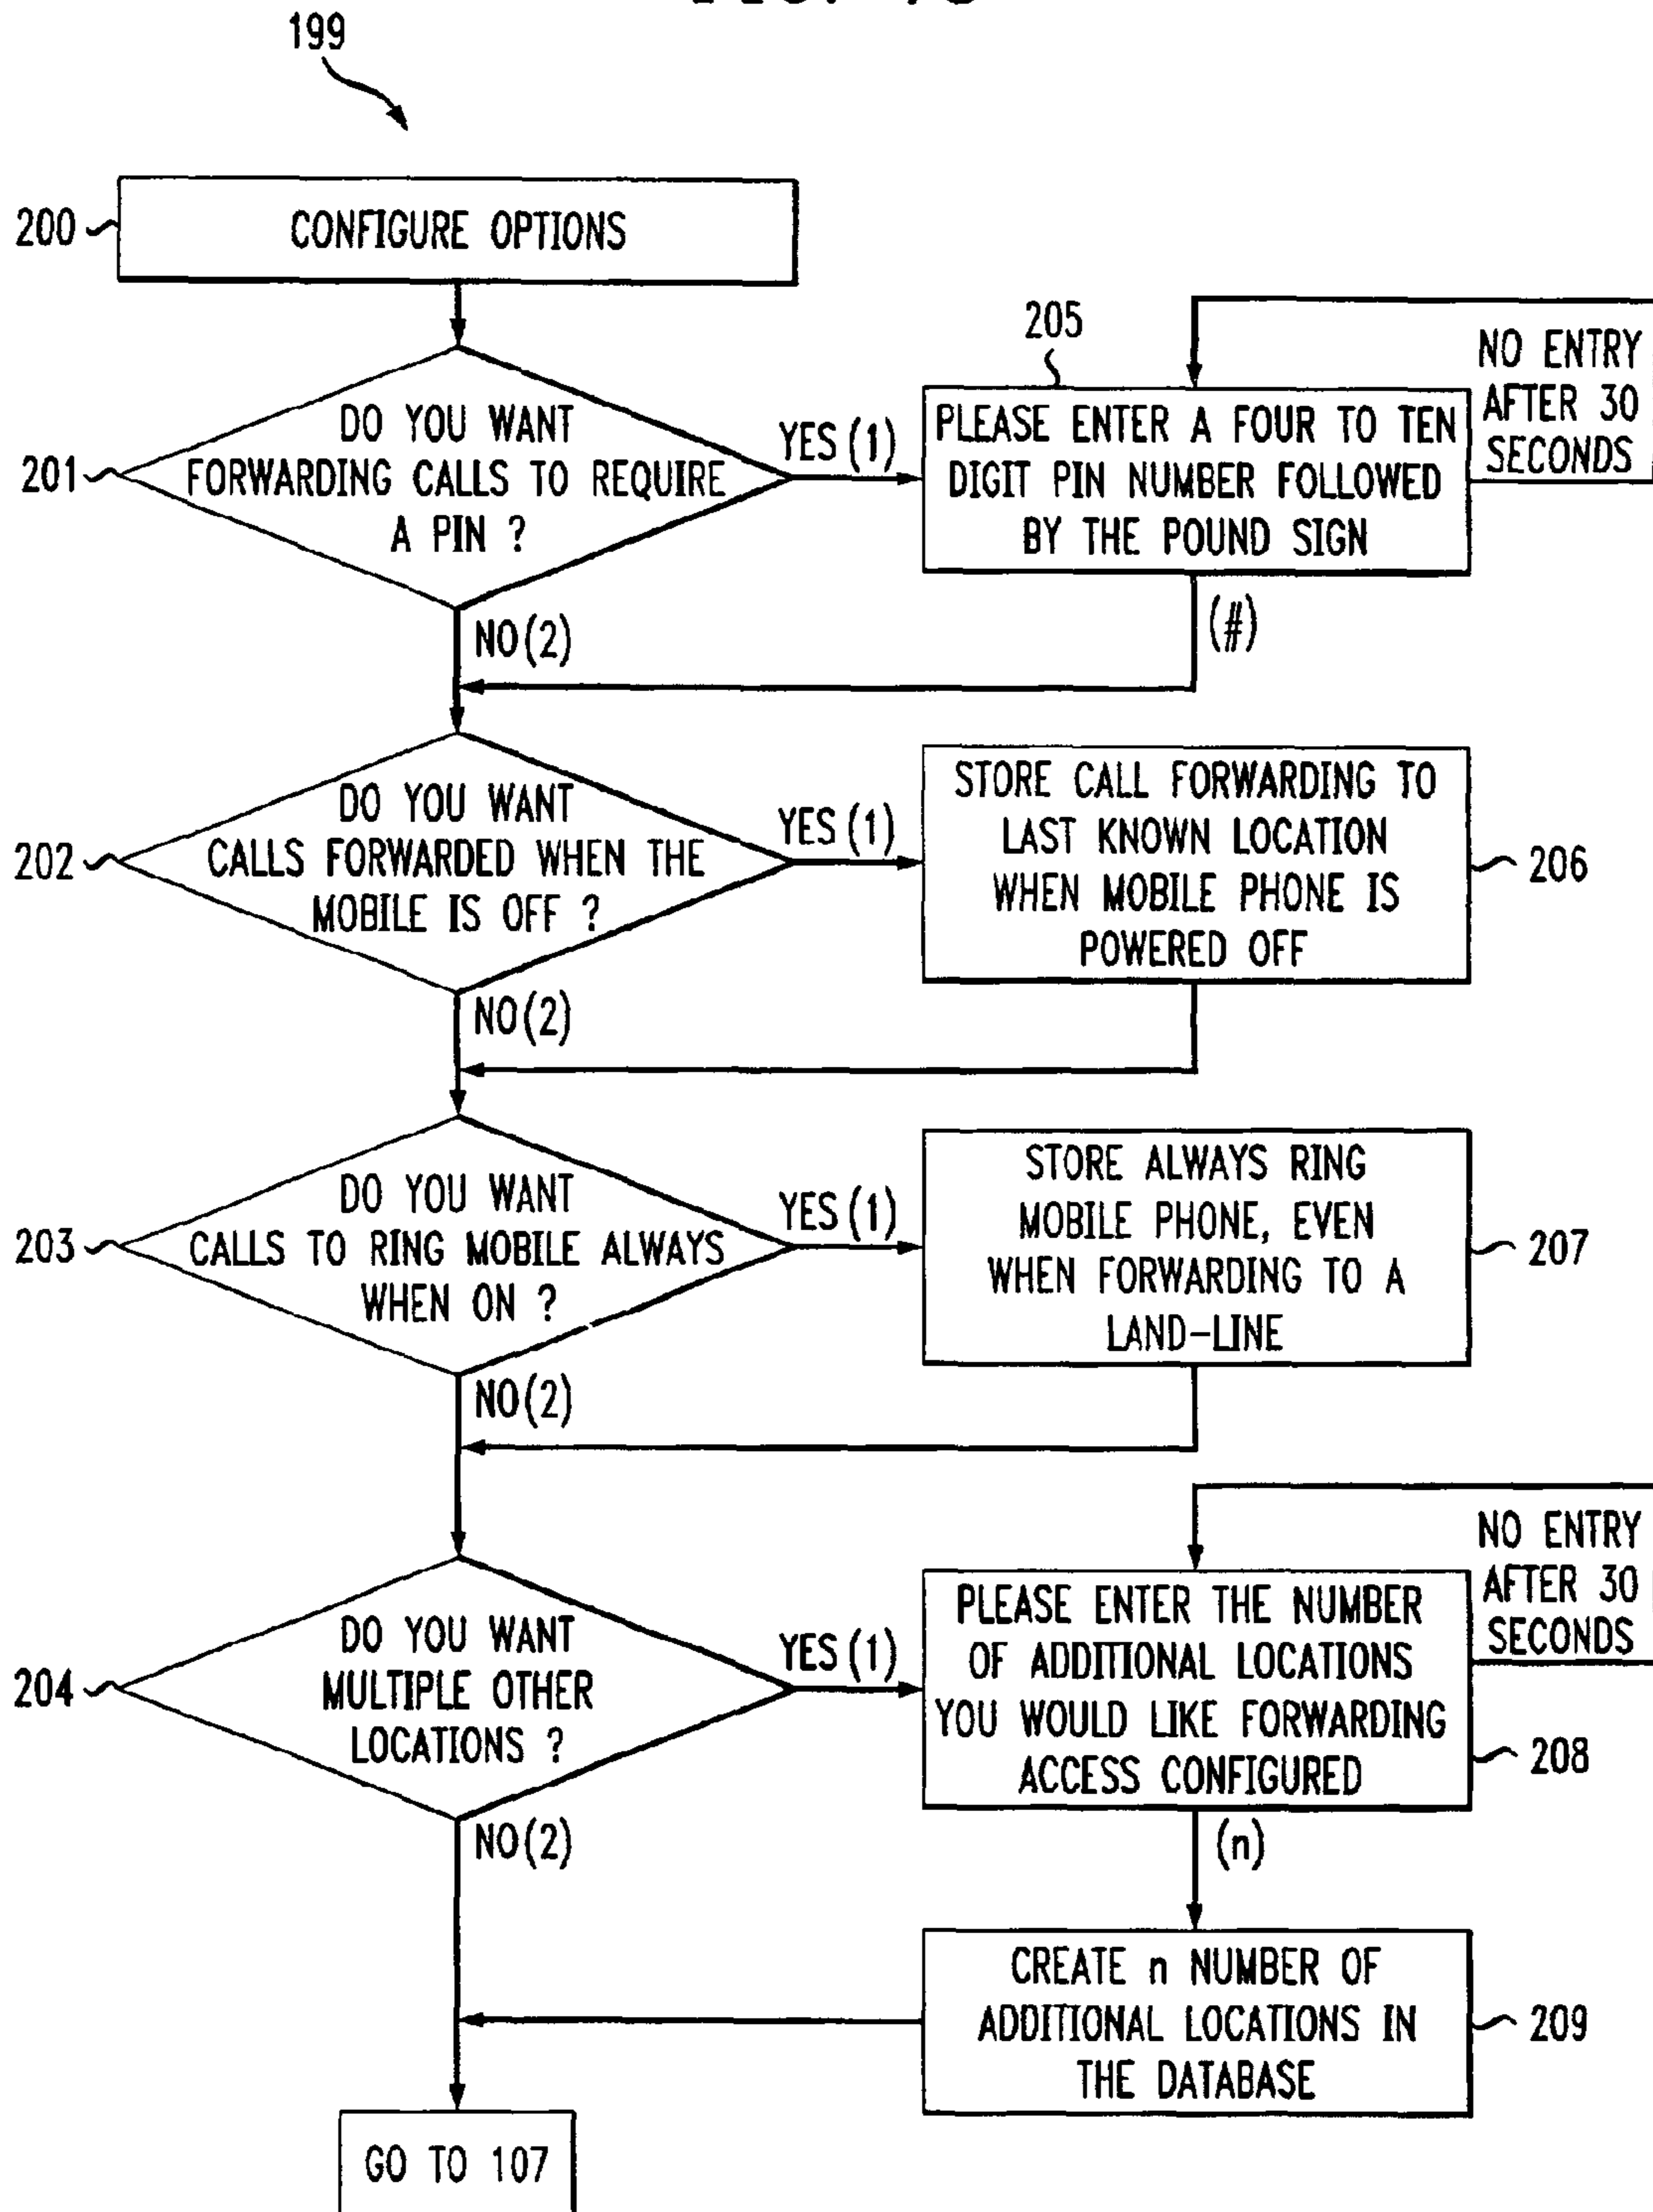 199
200
CONFIGURE OPTIONS
205
NO ENTRY
AFTER 30
SECONDS
201
DO YOU WANT
FORWARDING CALLS TO REQUIRE
A PIN ?
YES (1)
PLEASE ENTER A FOUR TO TEN
DIGIT PIN NUMBER FOLLOWED
BY THE POUND SIGN
NO(2)
(#)
202
DO YOU WANT
CALLS FORWARDED WHEN THE
MOBILE IS OFF ?
YES (1)
STORE CALL FORWARDING TO
LAST KNOWN LOCATION
WHEN MOBILE PHONE IS
POWERED OFF
206
NO(2)
203
DO YOU WANT
CALLS TO RING MOBILE ALWAYS
WHEN ON ?
YES (1)
STORE ALWAYS RING
MOBILE PHONE, EVEN
WHEN FORWARDING TO A
LAND-LINE
207
NO(2)
NO ENTRY
AFTER 30
SECONDS
204
DO YOU WANT
MULTIPLE OTHER
LOCATIONS ?
YES (1)
PLEASE ENTER THE NUMBER
OF ADDITIONAL LOCATIONS
YOU WOULD LIKE FORWARDING
ACCESS CONFIGURED
208
NO(2)
(n)
CREATE n NUMBER OF
ADDITIONAL LOCATIONS IN
THE DATABASE
209
GO TO 107